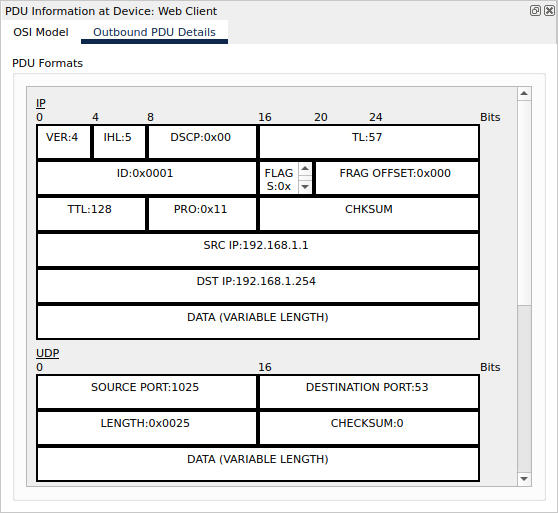 PDU Information at Device: Web Client
OSI Model Outbound PDU Details
PDU Formats
IP
0 4 8 16 20 24 Bits
VER:4 IHL:5 DSCP:0x00 TL:57
ID:0x0001 FLAG S:0x FRAG OFFSET:0x000
TTL:128 PRO:0x11 CHKSUM
SRC IP:192.168.1.1
DST IP:192.168.1.254
DATA (VARIABLE LENGTH)
UDP
0 16 Bits
SOURCE PORT:1025 DESTINATION PORT:53
LENGTH:0x0025 CHECKSUM:0
DATA (VARIABLE LENGTH)